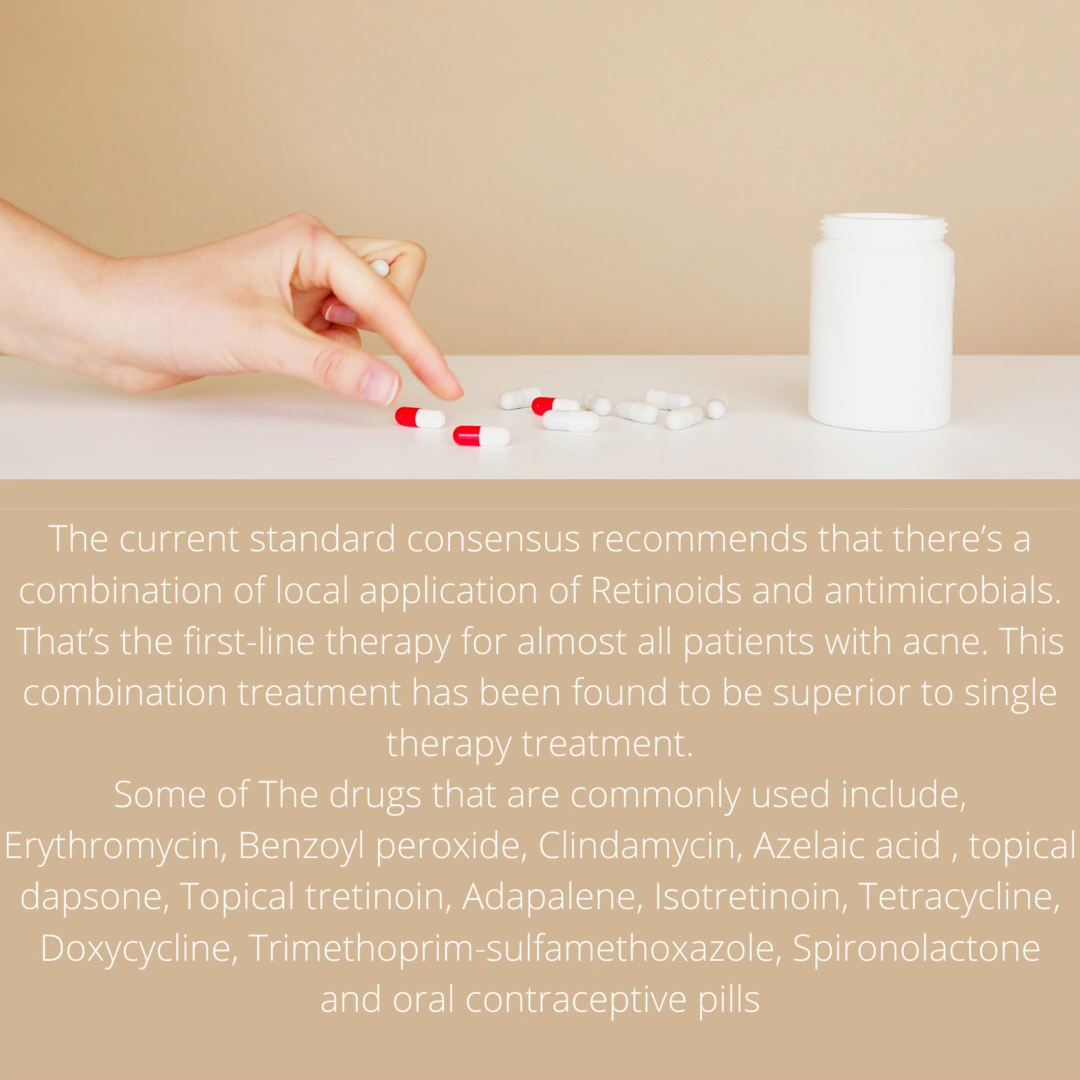 The current standard consensus recommends that there’s a
combination of local application of Retinoids and antimicrobials.
That’s the first-line therapy for almost all patients with acne. This
combination treatment has been found to be superior to single
therapy treatment.
Some of The drugs that are commonly used include,
Erythromycin, Benzoyl peroxide, Clindamycin, Azelaic acid , topical
dapsone, Topical tretinoin, Adapalene, Isotretinoin, Tetracycline,
Doxycycline, Trimethoprim-sulfamethoxazole, Spironolactone
and oral contraceptive pills